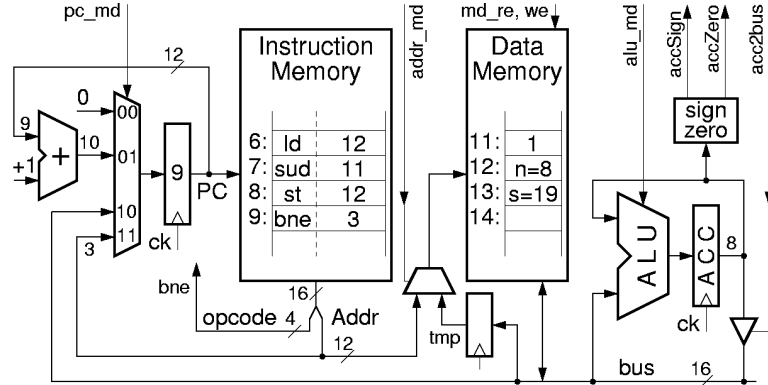 pc_md
addr_md
md_re, we
alu_md
accSign
accZero
acc2bus
12
Instruction
Memory
Data
Memory
sign
zero
0
00
9
10
01
+
+1
9
PC
10
11
3
ck
6: ld 12
7: sud 11
8: st 12
9: bne 3
11: 1
12: n=8
13: s=19
14:
ALU
ACC
8
ck
bne
16
opcode 4
Addr
12
tmp
bus
16